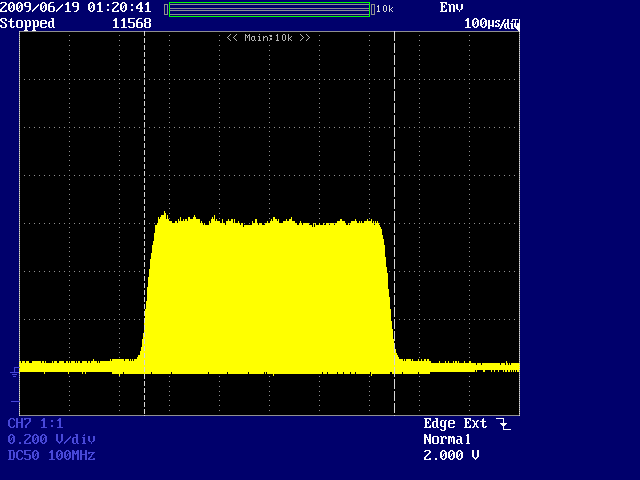 2009/06/19 01:20:41 10k Env
Stopped 11568 100μs/div
<< Main:10k >>
CH7 1:1 Edge Ext
0.200 V/div Normal
DC50 100MHz 2.000 V